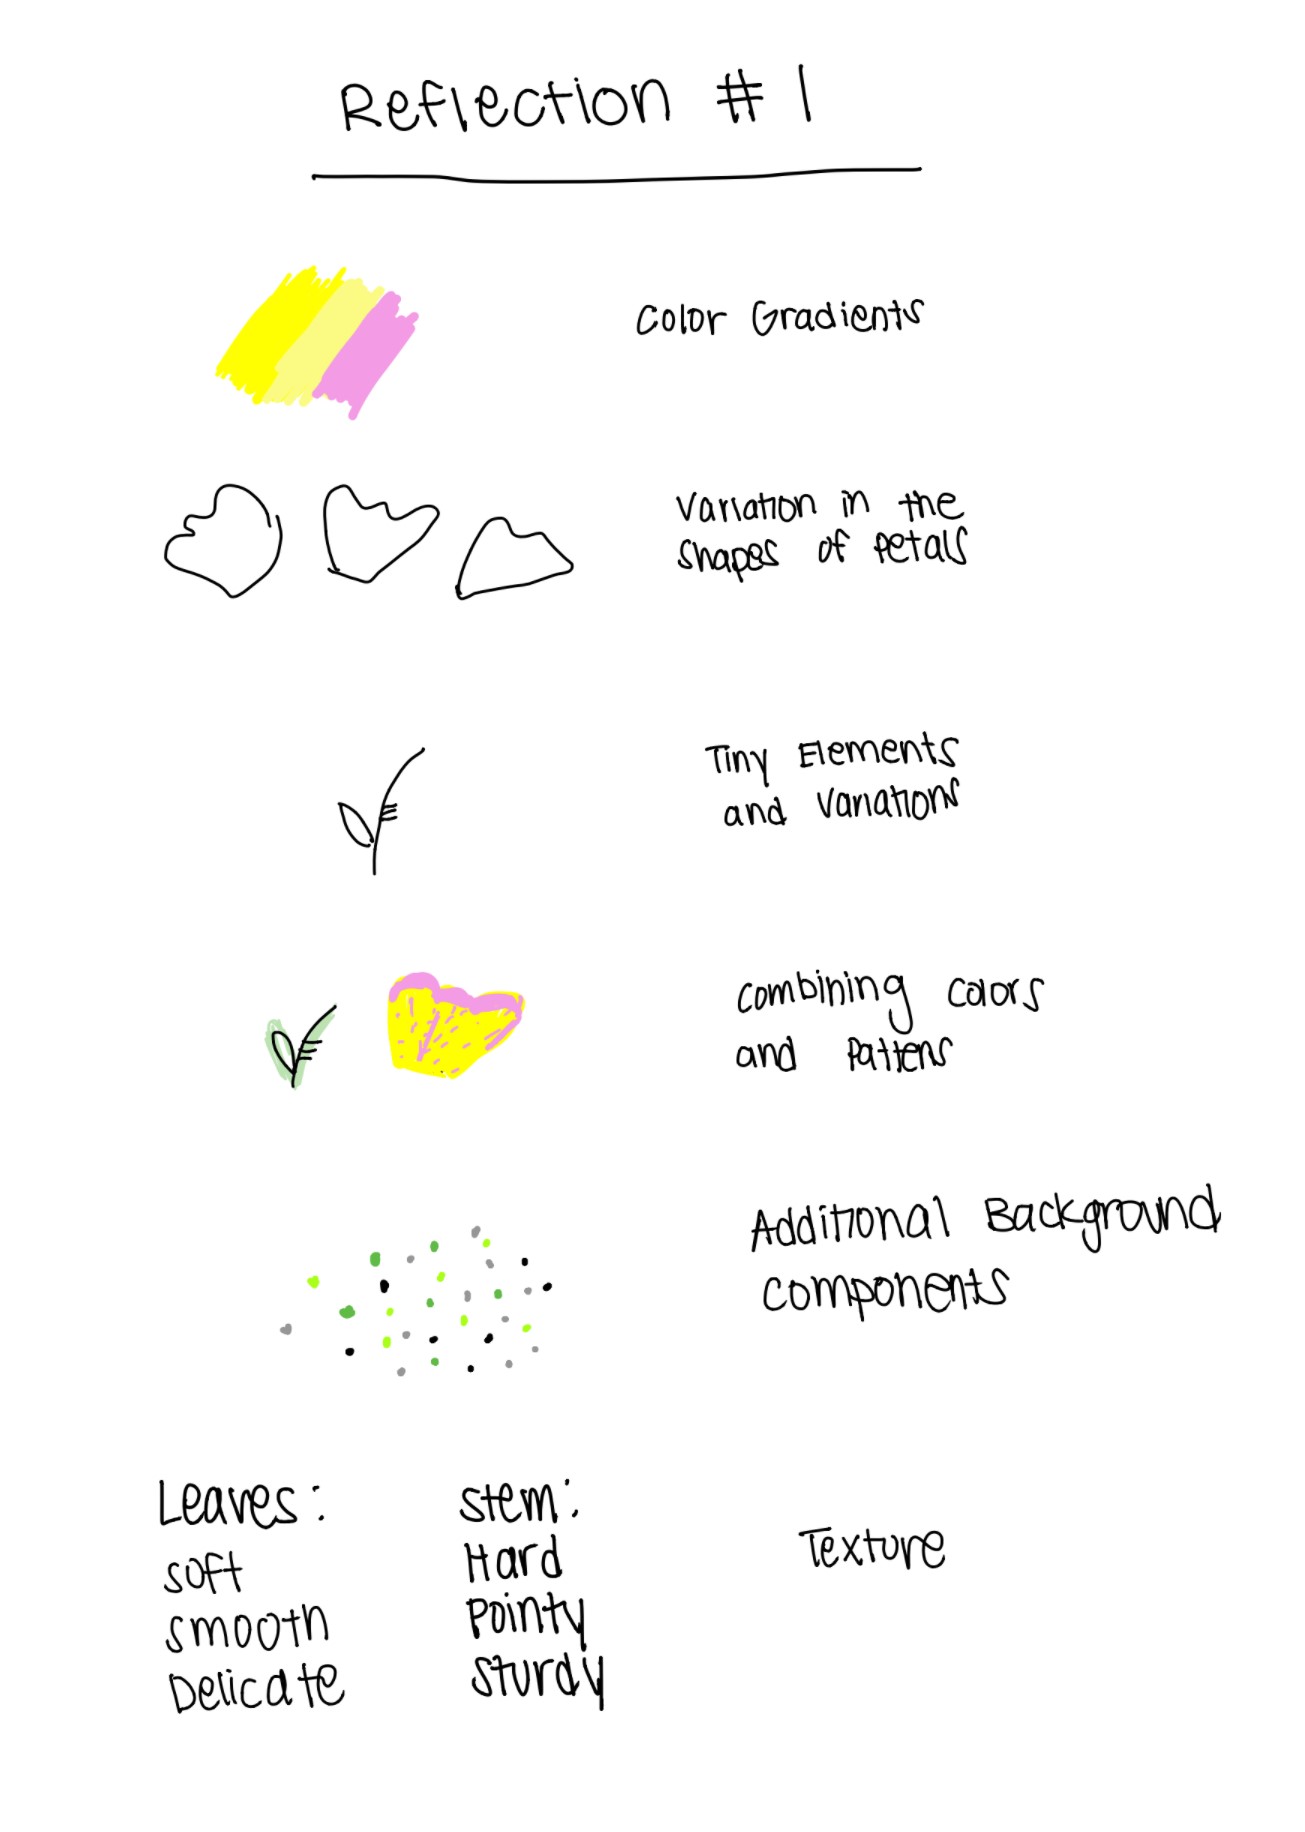 Reflection # 1
Color Gradients
Variation in the
shapes of Petals
Tiny Elements
and Variations
Combining Colors
and Pattens
Additional Background
components
Leaves:
soft
smooth
Delicate
Stem:
Hard
Pointy
Sturdy
Texture